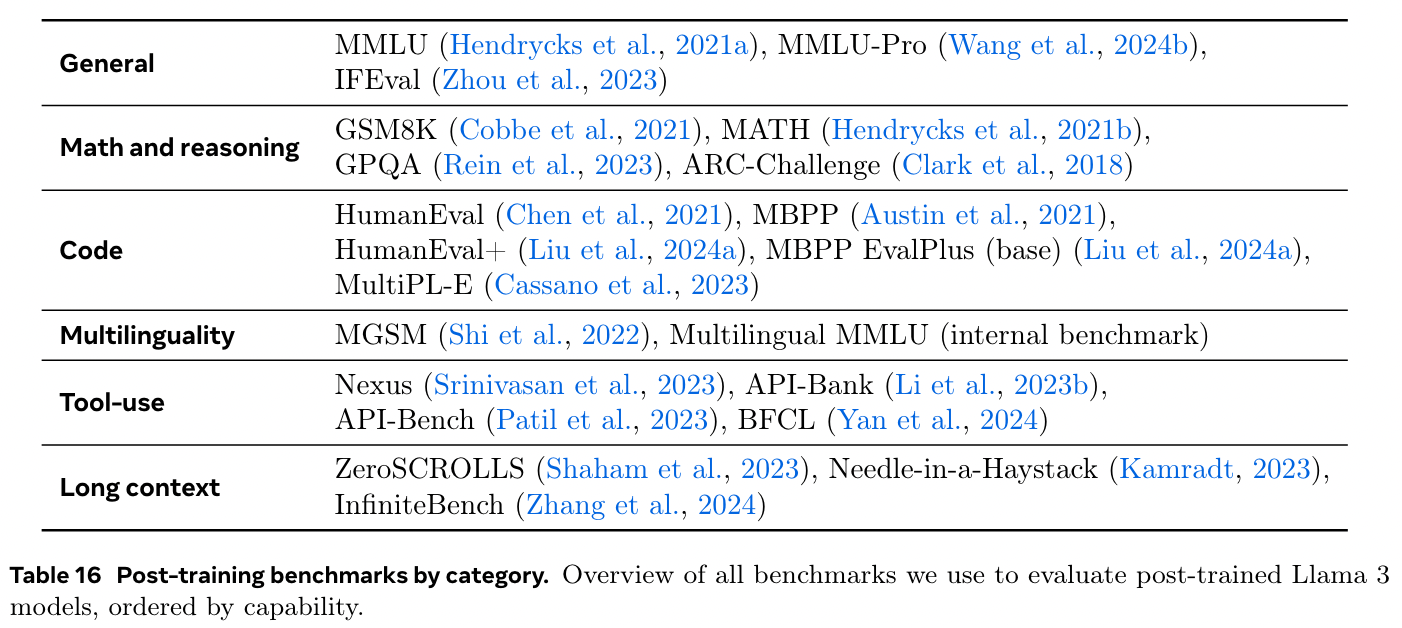 General
MMLU (Hendrycks et al., 2021a), MMLU-Pro (Wang et al., 2024b),
IFEval (Zhou et al., 2023)
Math and reasoning
GSM8K (Cobbe et al., 2021), MATH (Hendrycks et al., 2021b),
GPQA (Rein et al., 2023), ARC-Challenge (Clark et al., 2018)
Code
HumanEval (Chen et al., 2021), MBPP (Austin et al., 2021),
HumanEval+ (Liu et al., 2024a), MBPP EvalPlus (base) (Liu et al., 2024a),
MultiPL-E (Cassano et al., 2023)
Multilinguality
MGSM (Shi et al., 2022), Multilingual MMLU (internal benchmark)
Tool-use
Nexus (Srinivasan et al., 2023), API-Bank (Li et al., 2023b),
API-Bench (Patil et al., 2023), BFCL (Yan et al., 2024)
Long context
ZeroSCROLLS (Shaham et al., 2023), Needle-in-a-Haystack (Kamradt, 2023),
InfiniteBench (Zhang et al., 2024)
Table 16 Post-training benchmarks by category. Overview of all benchmarks we use to evaluate post-trained Llama 3
models, ordered by capability.